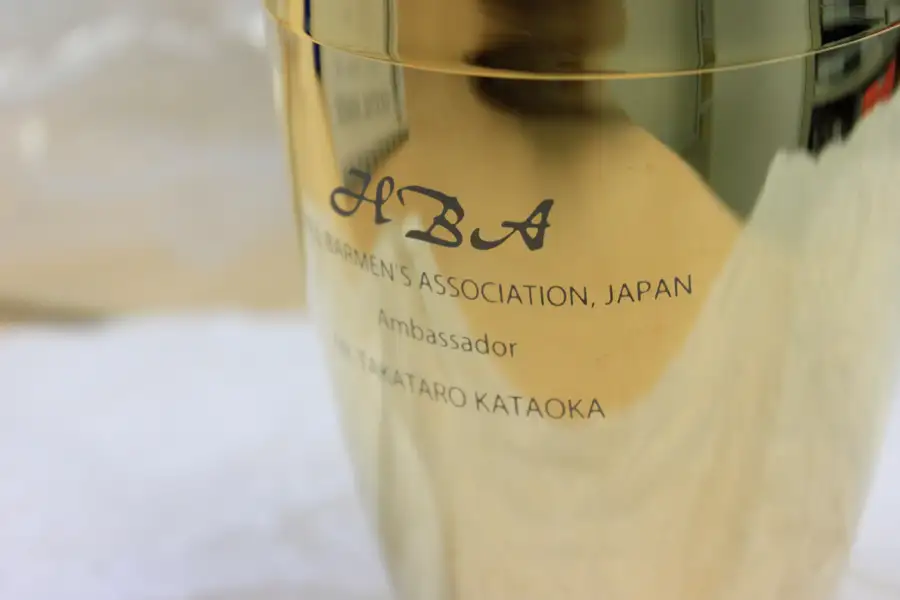 HBA
BARMEN'S ASSOCIATION, JAPAN
Ambassador
TAKATARO KATAOKA